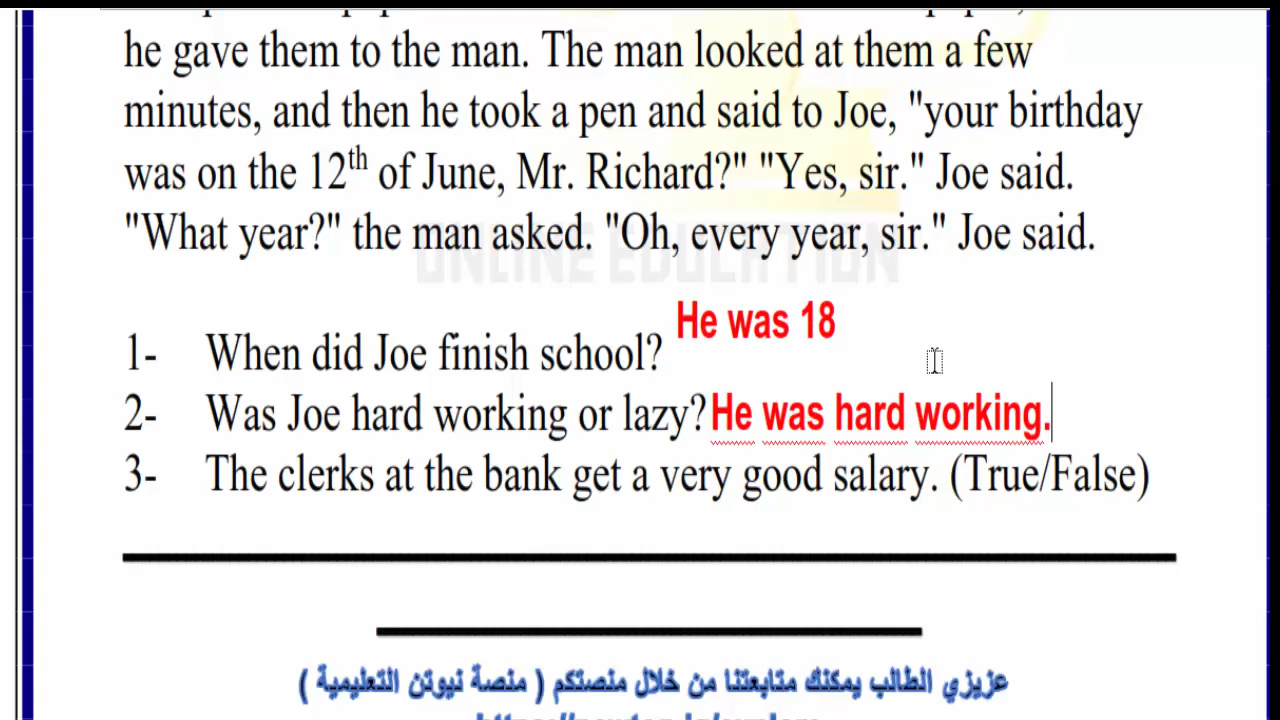 he gave them to the man. The man looked at them a few
minutes, and then he took a pen and said to Joe, "your birthday
was on the 12th of June, Mr. Richard?" "Yes, sir." Joe said.
"What year?" the man asked. "Oh, every year, sir." Joe said.
ONLINE EDUCATION
He was 18
1- When did Joe finish school?
2- Was Joe hard working or lazy? He was hard working.
3- The clerks at the bank get a very good salary. (True/False)
عزيزي الطالب يمكنك متابعتنا من خلال منصتكم ( منصة نيوتن التعليمية )